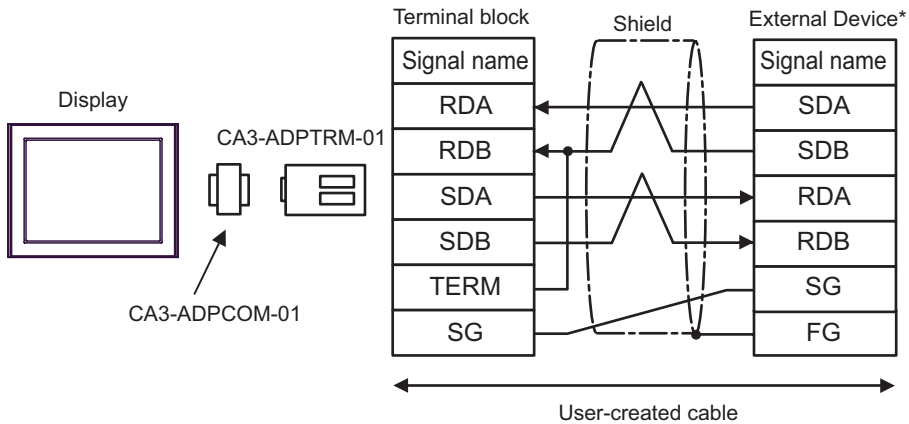 Terminal block
Shield
External Device*
Signal name
Signal name
Display
RDA
SDA
CA3-ADPTRM-01
RDB
SDB
SDA
RDA
SDB
RDB
TERM
SG
CA3-ADPCOM-01
SG
FG
User-created cable